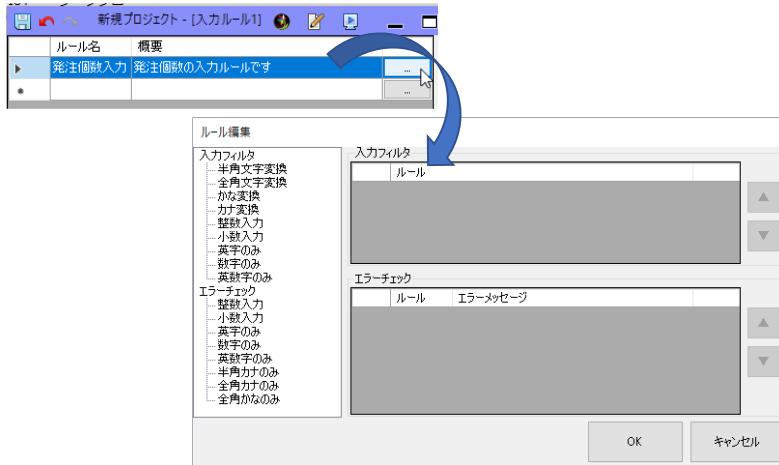 新規プロジェクト - [入力ルール1]
ルール名 概要
発注個数入力 発注個数の入力ルールです ...
...
ルール編集
入力フィルタ
半角文字変換
全角文字変換
かな変換
カナ変換
整数入力
小数入力
英字のみ
数字のみ
英数字のみ
エラーチェック
整数入力
小数入力
英字のみ
数字のみ
英数字のみ
半角カナのみ
全角カナのみ
全角かなのみ
入力フィルタ
ルール
エラーチェック
ルール エラーメッセージ
OK キャンセル